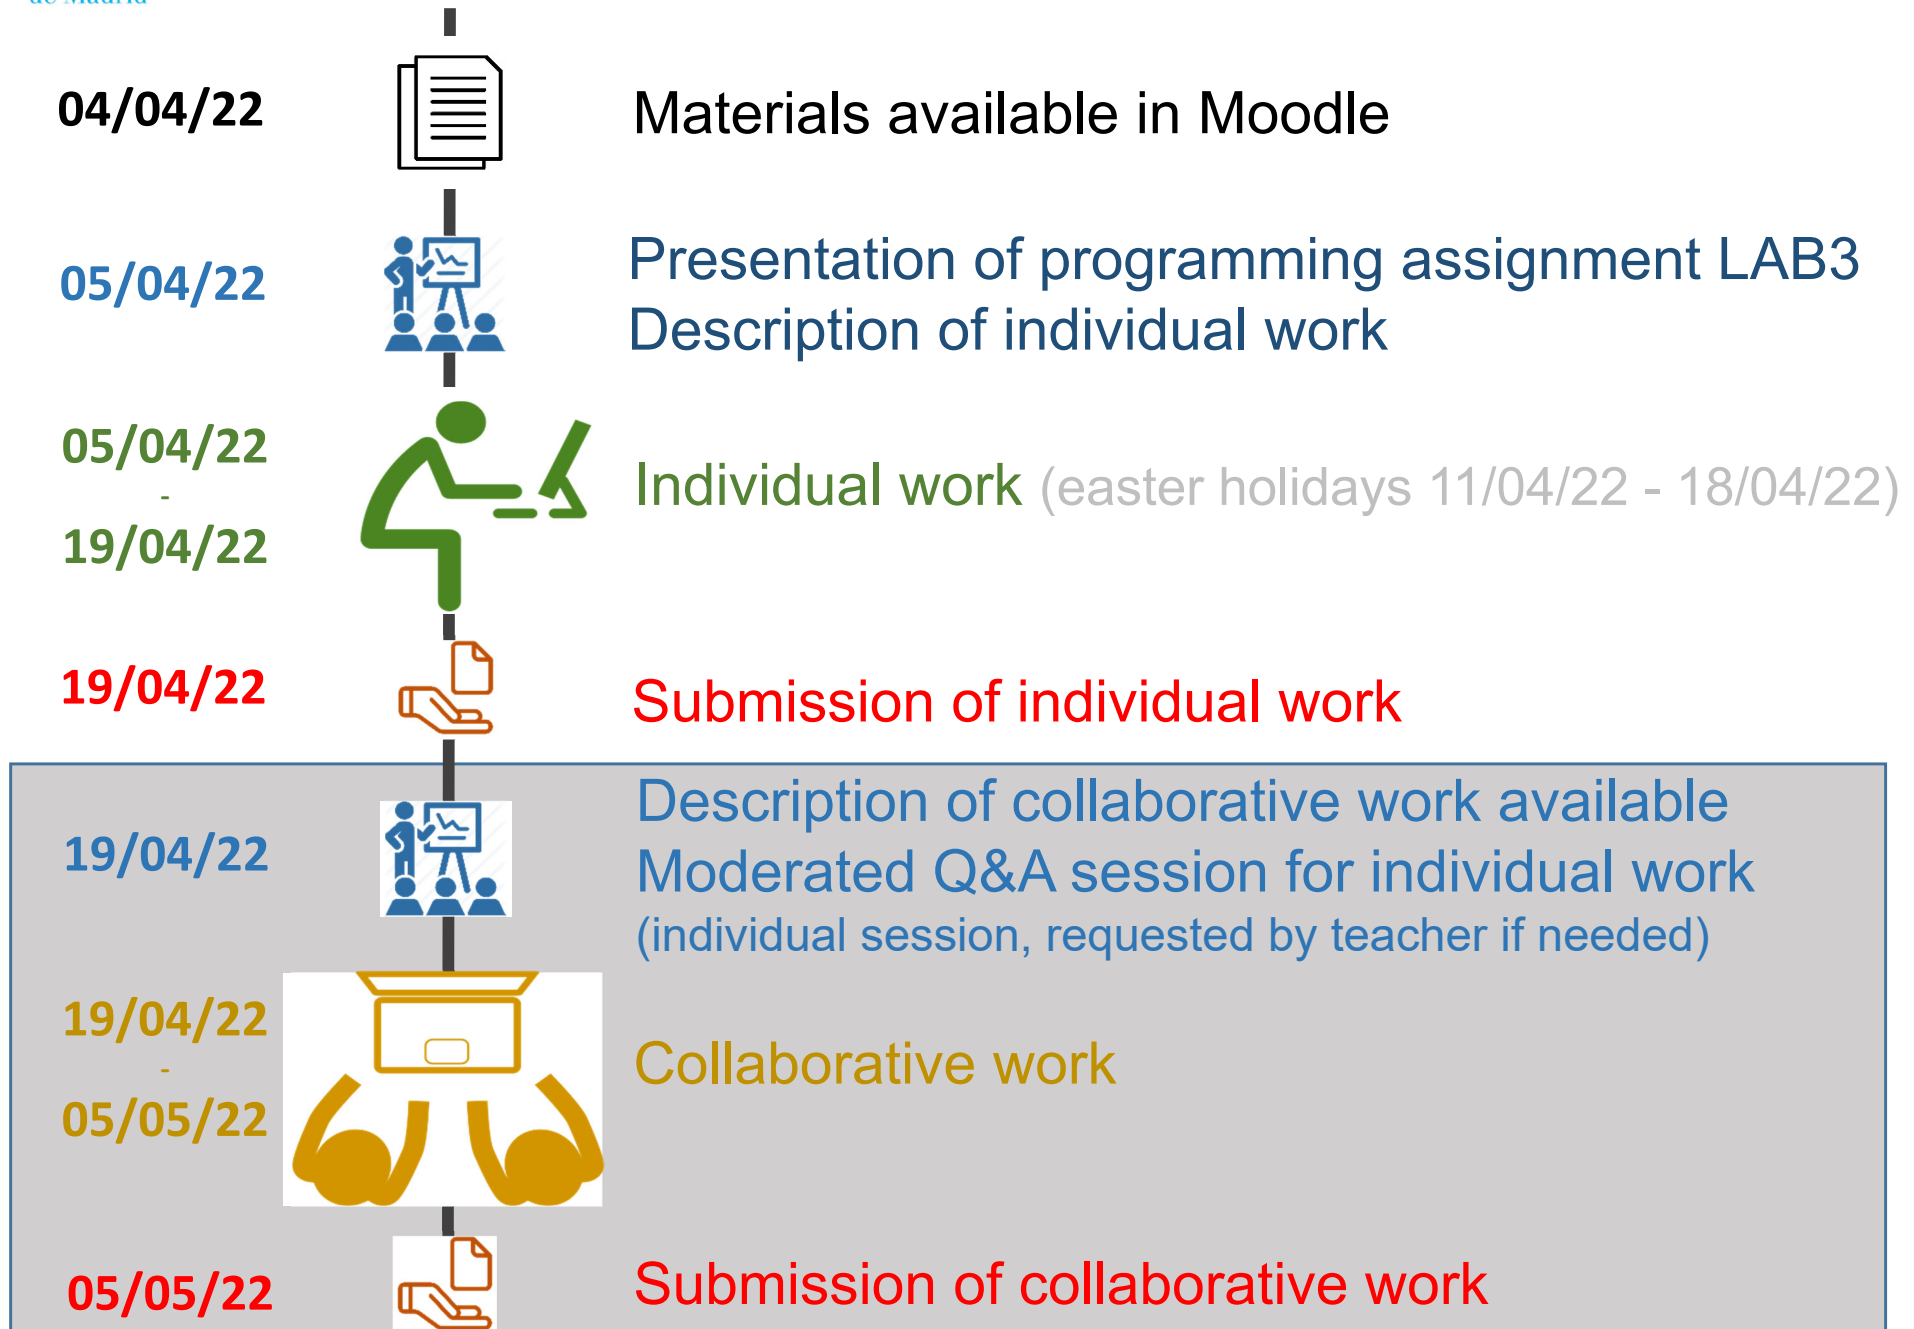 de Madrid
04/04/22
Materials available in Moodle
05/04/22
Presentation of programming assignment LAB3
Description of individual work
05/04/22
-
19/04/22
Individual work (easter holidays 11/04/22 - 18/04/22)
19/04/22
Submission of individual work
19/04/22
Description of collaborative work available
Moderated Q&A session for individual work
(individual session, requested by teacher if needed)
19/04/22
-
05/05/22
Collaborative work
05/05/22
Submission of collaborative work